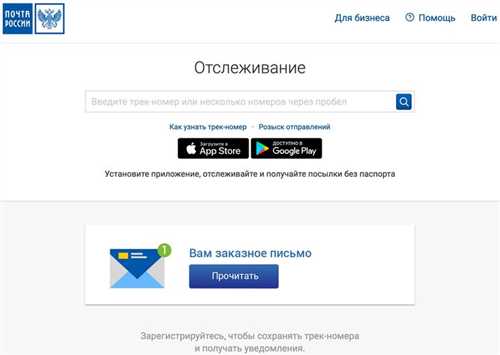 ПОЧТА
РОССИИ
Для бизнеса
Помощь
Войти
Отслеживание
Введите трек-номер или несколько номеров через пробел
Как узнать трек-номер · Розыск отправлений
Загрузите в
App Store
ДОСТУПНО В
Google Play
Установите приложение, отслеживайте и получайте посылки без паспорта
1
Вам заказное письмо
Прочитать
Зарегистрируйтесь, чтобы сохранять трек-номера
и получать уведомления.